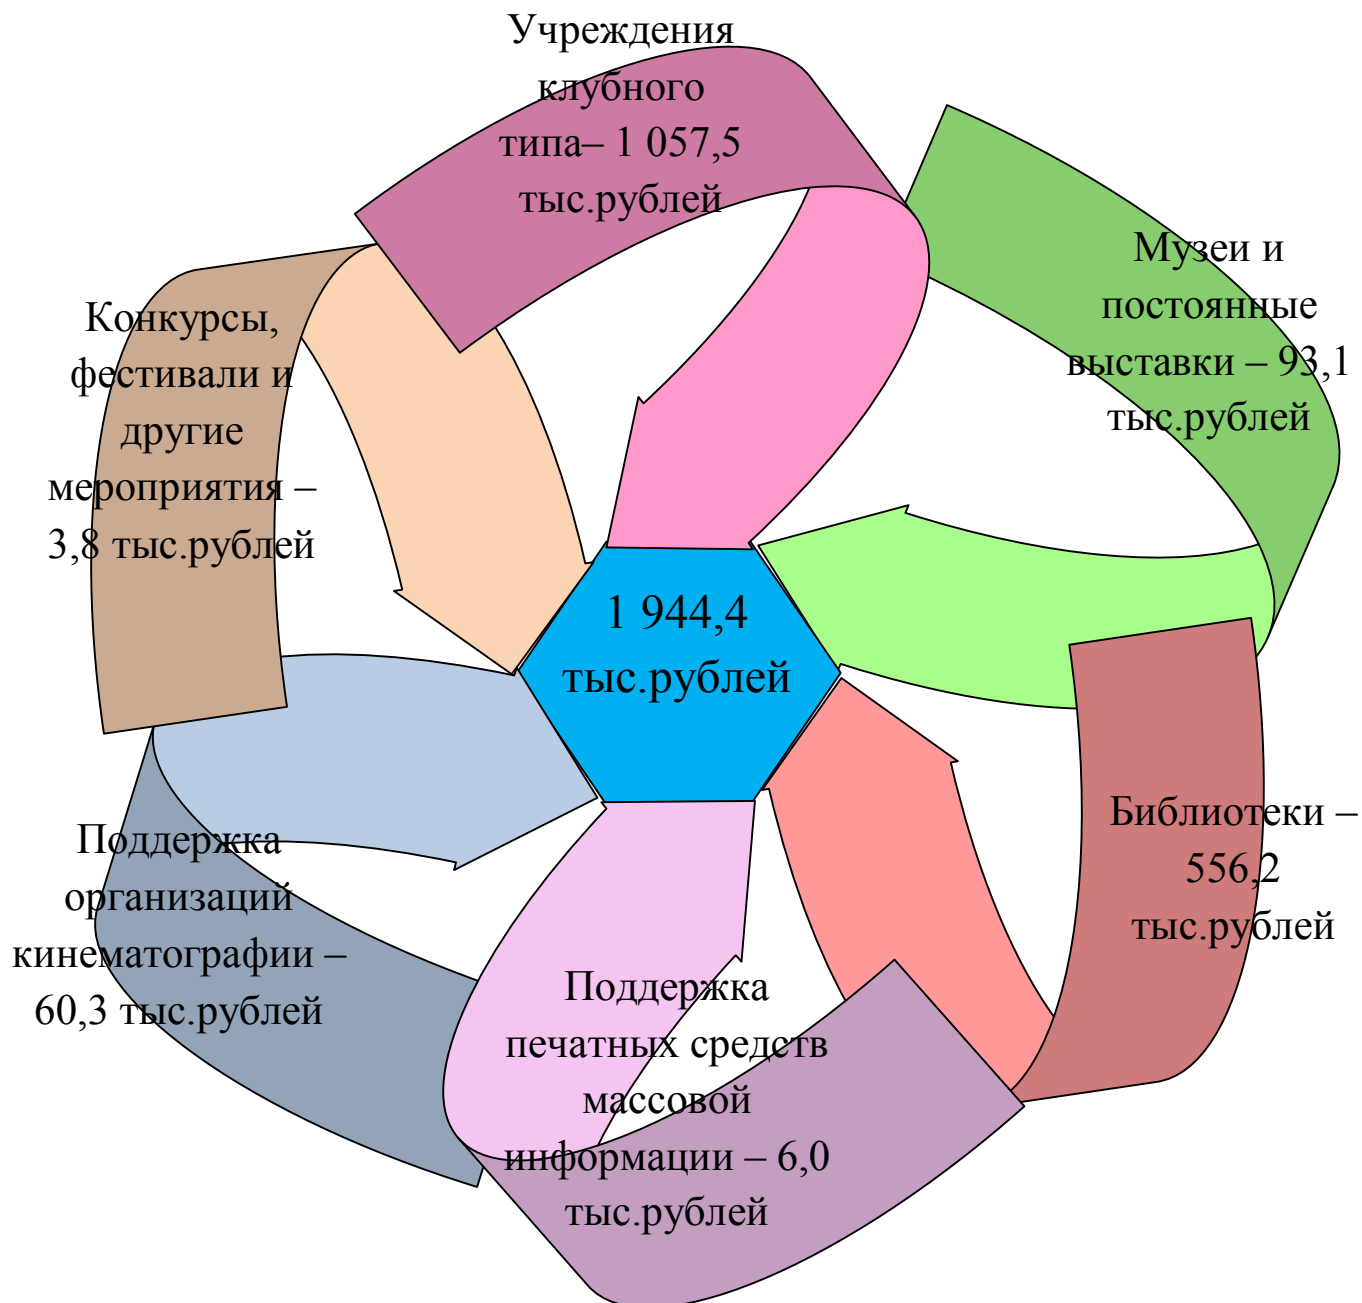 Учреждения
клубного
типа– 1 057,5
тыс.рублей
Музеи и
постоянные
выставки – 93,1
тыс.рублей
Конкурсы,
фестивали и
другие
мероприятия –
3,8 тыс.рублей
1 944,4
тыс.рублей
Библиотеки –
556,2
тыс.рублей
Поддержка
организаций
кинематографии –
60,3 тыс.рублей
Поддержка
печатных средств
массовой
информации – 6,0
тыс.рублей